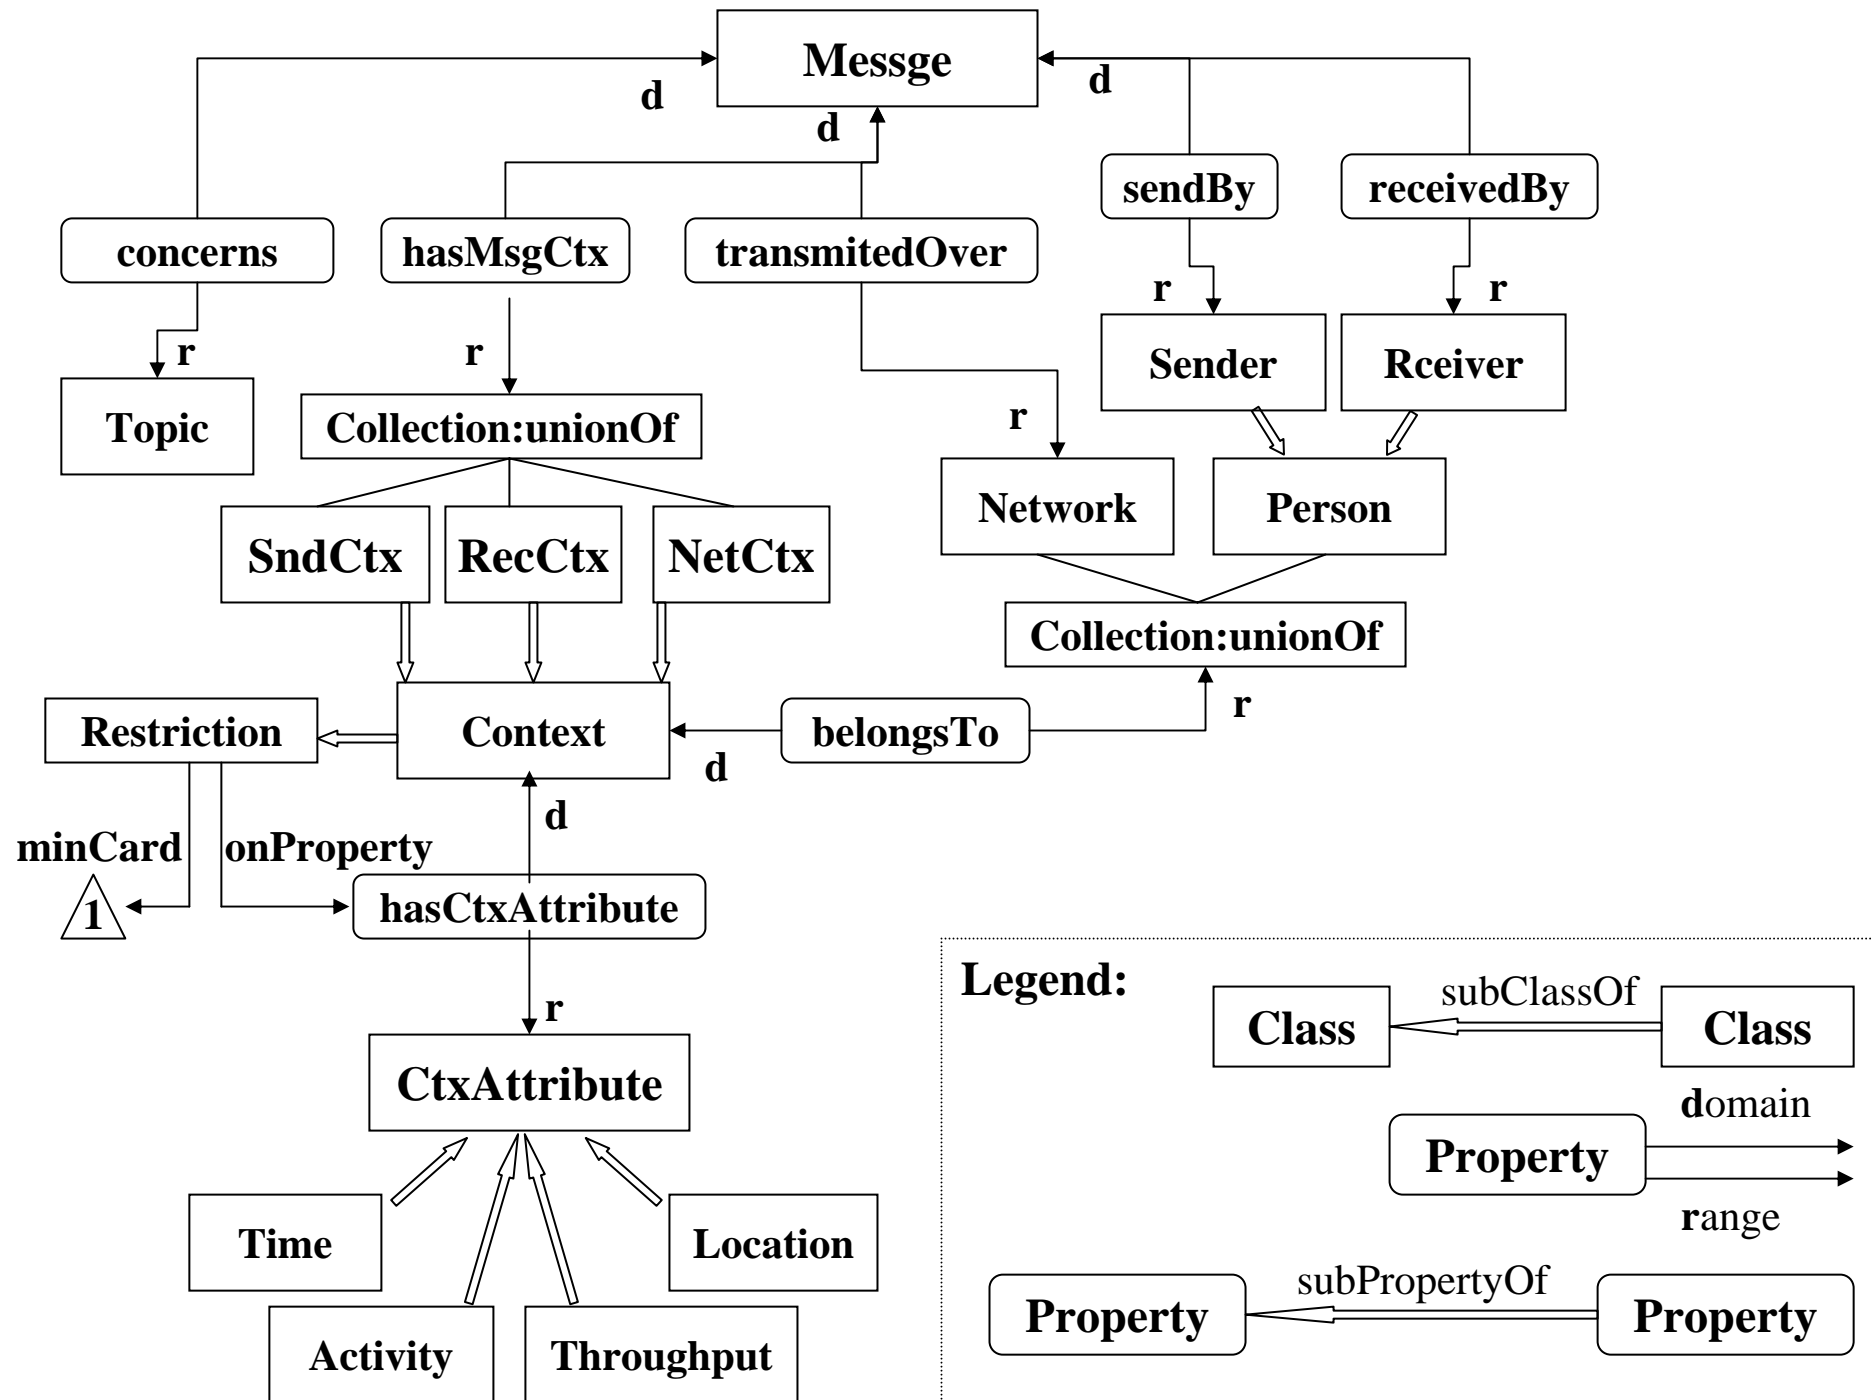 Messge
d
d
d
sendBy
receivedBy
concerns
hasMsgCtx
transmitedOver
r
r
r
r
Sender
Rceiver
Topic
Collection:unionOf
r
Network
Person
SndCtx
RecCtx
NetCtx
Collection:unionOf
Restriction
Context
belongsTo
r
d
d
minCard
onProperty
1
hasCtxAttribute
r
CtxAttribute
Time
Location
Activity
Throughput
Legend:
subClassOf
Class
Class
domain
Property
range
subPropertyOf
Property
Property